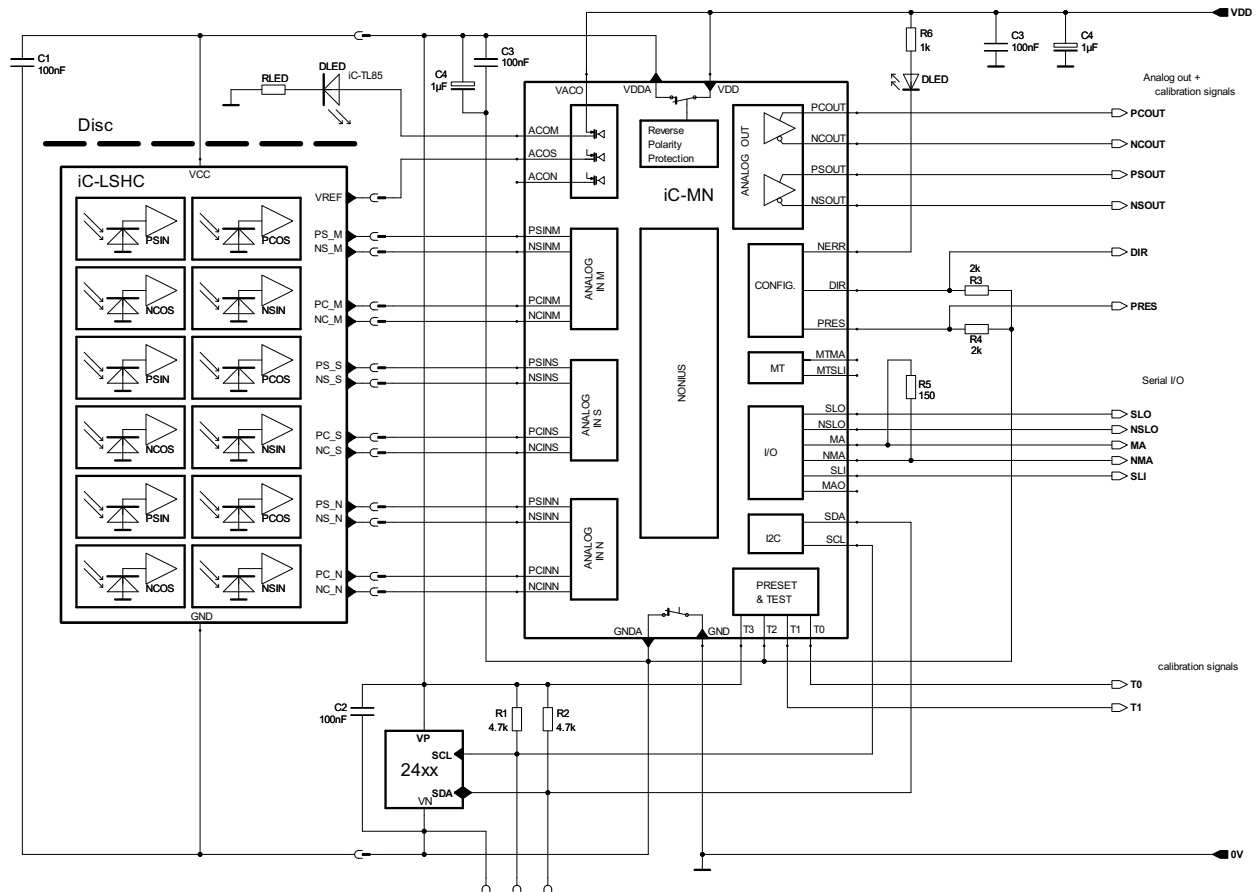 VDD
C1
100nF
RLED
DLED
iC-TL85
C4
1µF
C3
100nF
R6
1k
DLED
C3
100nF
C4
1µF
Analog out +
calibration signals
Disc
iC-LSHC
VCC
VREF
PS_M
NS_M
PC_M
NC_M
PS_S
NS_S
PC_S
NC_S
PS_N
NS_N
PC_N
NC_N
GND
PSIN
PCOS
NCOS
NSIN
PSIN
PCOS
NCOS
NSIN
PSIN
PCOS
NCOS
NSIN
VACO
VDDA
VDD
ACOM
ACOS
ACON
Reverse
Polarity
Protection
iC-MN
ANALOG OUT
PCOUT
NCOUT
PSOUT
NSOUT
PSINM
NSINM
PCINM
NCINM
ANALOG
IN M
PSINS
NSINS
PCINS
NCINS
ANALOG
IN S
PSINN
NSINN
PCINN
NCINN
ANALOG
IN N
NONIUS
CONFIG.
NERR
DIR
PRES
MT
MTMA
MTSLI
I/O
SLO
NSLO
MA
NMA
SLI
MAO
I2C
SDA
SCL
PRESET
& TEST
GNDA
GND
T3
T2
T1
T0
PCOUT
NCOUT
PSOUT
NSOUT
DIR
2k
R3
PRES
R4
2k
R5
150
Serial I/O
SLO
NSLO
MA
NMA
SLI
calibration signals
T0
T1
C2
100nF
R1
4.7k
R2
4.7k
VP
SCL
24xx
SDA
VN
0V